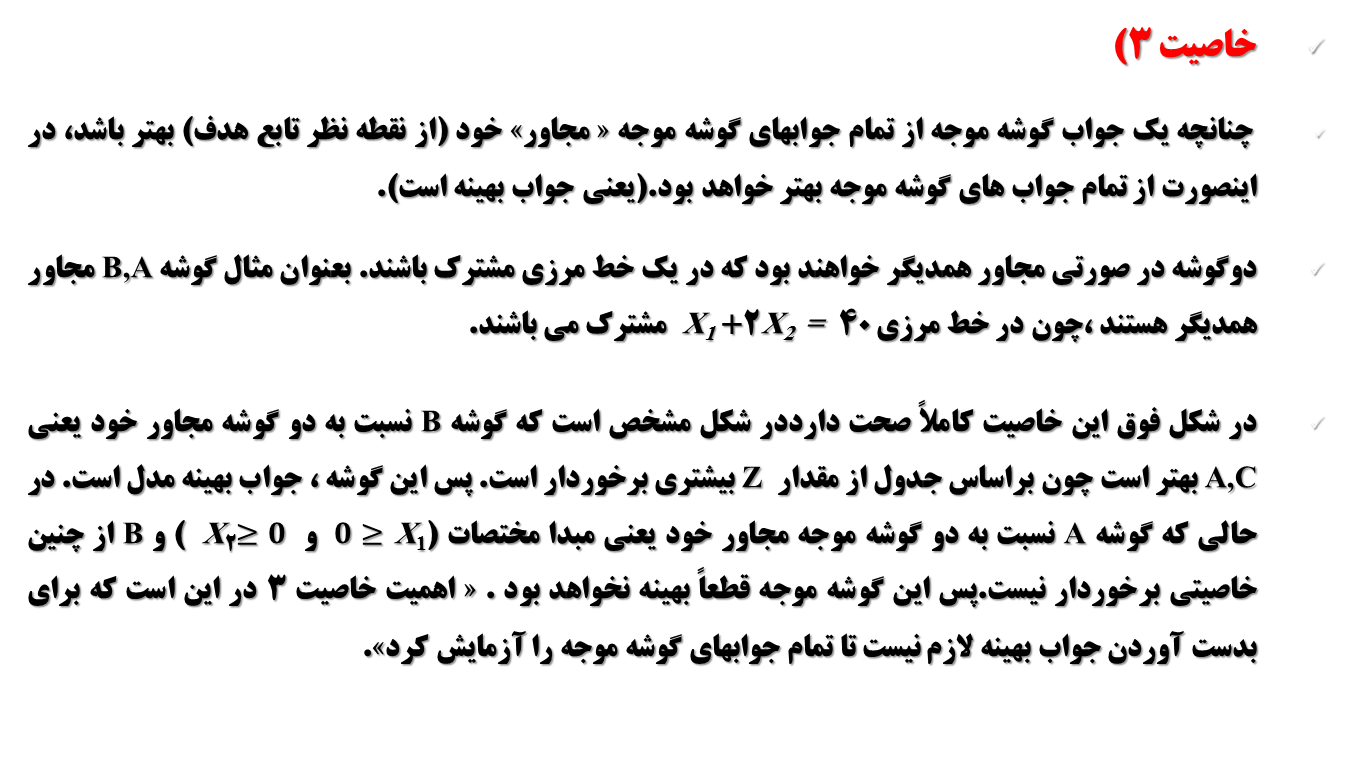 خاصیت ۳)
چنانچه یک جواب گوشه موجه از تمام جوابهای گوشه موجه « مجاور» خود (از نقطه نظر تابع هدف) بهتر باشد، در
اینصورت از تمام جواب های گوشه موجه بهتر خواهد بود.(یعنی جواب بهینه است).
دوگوشه در صورتی مجاور همدیگر خواهند بود که در یک خط مرزی مشترک باشند. بعنوان مثال گوشه B,A مجاور
همدیگر هستند ،چون در خط مرزی X₁ +۲X₂ = ۴۰ مشترک می باشند.
در شکل فوق این خاصیت کاملاً صحت دارددر شکل مشخص است که گوشه B نسبت به دو گوشه مجاور خود یعنی
A,C بهتر است چون براساس جدول از مقدار Z بیشتری برخوردار است. پس این گوشه ، جواب بهینه مدل است. در
حالی که گوشه A نسبت به دو گوشه موجه مجاور خود یعنی مبدا مختصات (0 ≥ X₁ و X۲≥ 0 ) و B از چنین
خاصیتی برخوردار نیست.پس این گوشه موجه قطعاً بهینه نخواهد بود . « اهمیت خاصیت ۳ در این است که برای
بدست آوردن جواب بهینه لازم نیست تا تمام جوابهای گوشه موجه را آزمایش کرد».